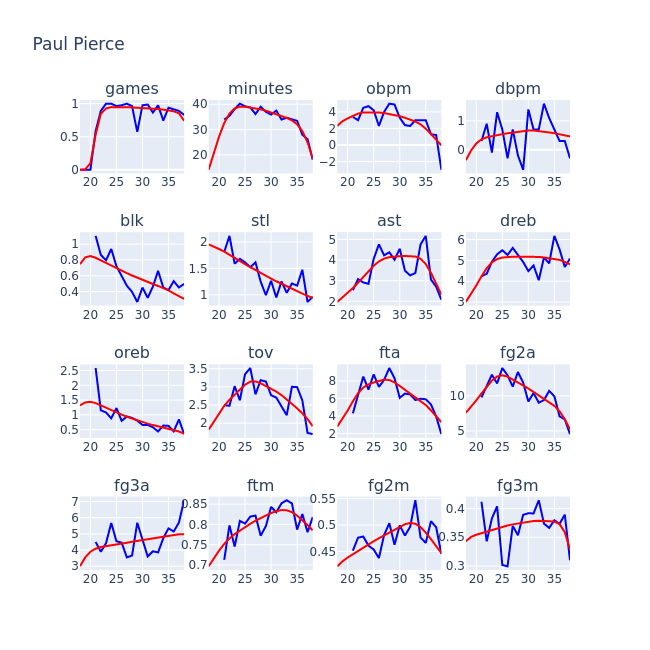 Paul Pierce
games minutes obpm dbpm
1 0.5 0 20 25 30 35
40 30 20 20 25 30 35
4 2 0 −2 20 25 30 35
1 0 20 25 30 35
blk stl ast dreb
1 0.8 0.6 0.4 20 25 30 35
2 1.5 1 20 25 30 35
5 4 3 2 20 25 30 35
6 5 4 3 20 25 30 35
oreb tov fta fg2a
2.5 2 1.5 1 0.5 20 25 30 35
3.5 3 2.5 2 20 25 30 35
8 6 4 2 20 25 30 35
10 5 20 25 30 35
fg3a ftm fg2m fg3m
7 6 5 4 3 20 25 30 35
0.85 0.8 0.75 0.7 20 25 30 35
0.55 0.5 0.45 20 25 30 35
0.4 0.35 0.3 20 25 30 35